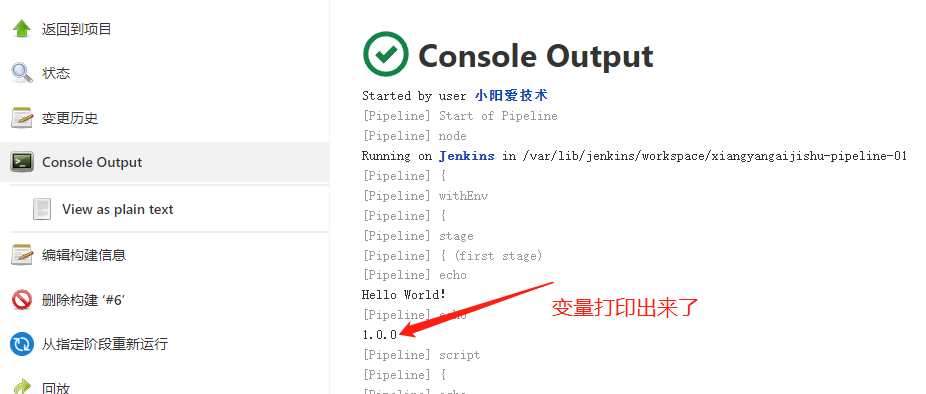 返回到项目
状态
变更历史
Console Output
View as plain text
编辑构建信息
删除构建 ‘#6’
从指定阶段重新运行
回放
Console Output
Started by user 小阳爱技术
[Pipeline] Start of Pipeline
[Pipeline] node
Running on Jenkins in /var/lib/jenkins/workspace/xiangyangaijishu-pipeline-01
[Pipeline] {
[Pipeline] withEnv
[Pipeline] {
[Pipeline] stage
[Pipeline] { (first stage)
[Pipeline] echo
Hello World!
[Pipeline] echo
变量打印出来了
1.0.0
[Pipeline] script
[Pipeline] {
[Pipeline] echo